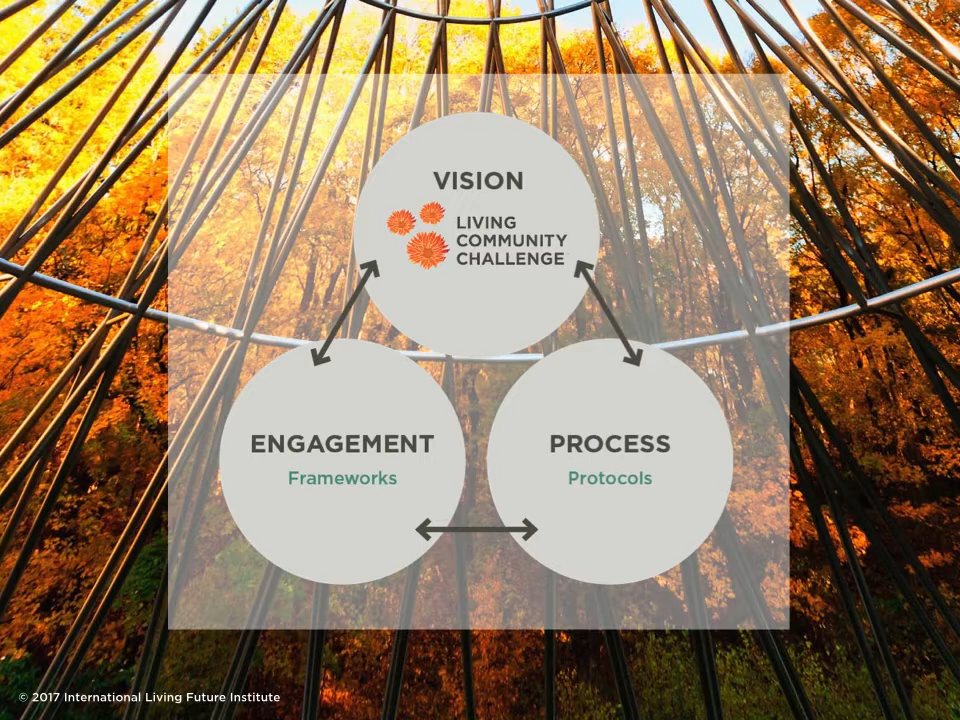 VISION
LIVING
COMMUNITY
CHALLENGE
ENGAGEMENT
Frameworks
PROCESS
Protocols
© 2017 International Living Future Institute